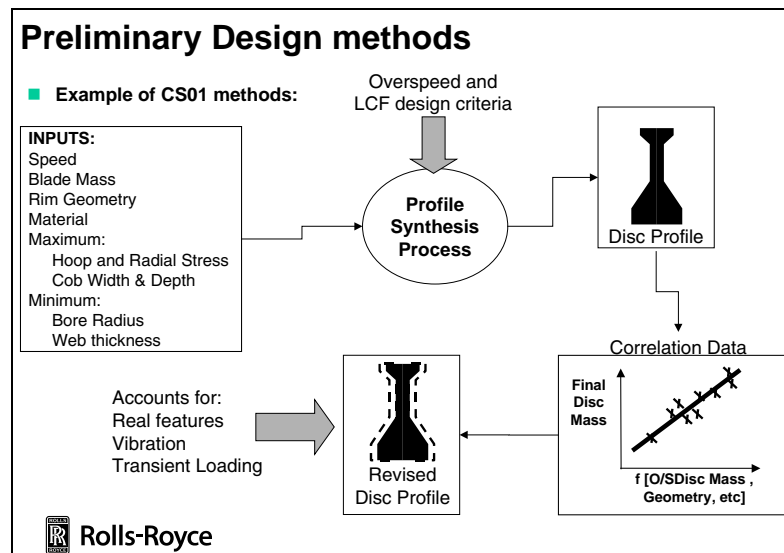 Preliminary Design methods
Example of CS01 methods:
Overspeed and
LCF design criteria
INPUTS:
Speed
Blade Mass
Rim Geometry
Material
Maximum:
Hoop and Radial Stress
Cob Width & Depth
Minimum:
Bore Radius
Web thickness
Profile
Synthesis
Process
Disc Profile
Correlation Data
Final
Disc
Mass
f [O/SDisc Mass ,
Geometry, etc]
Accounts for:
Real features
Vibration
Transient Loading
Revised
Disc Profile
ROLLS
RR
ROYCE
Rolls-Royce